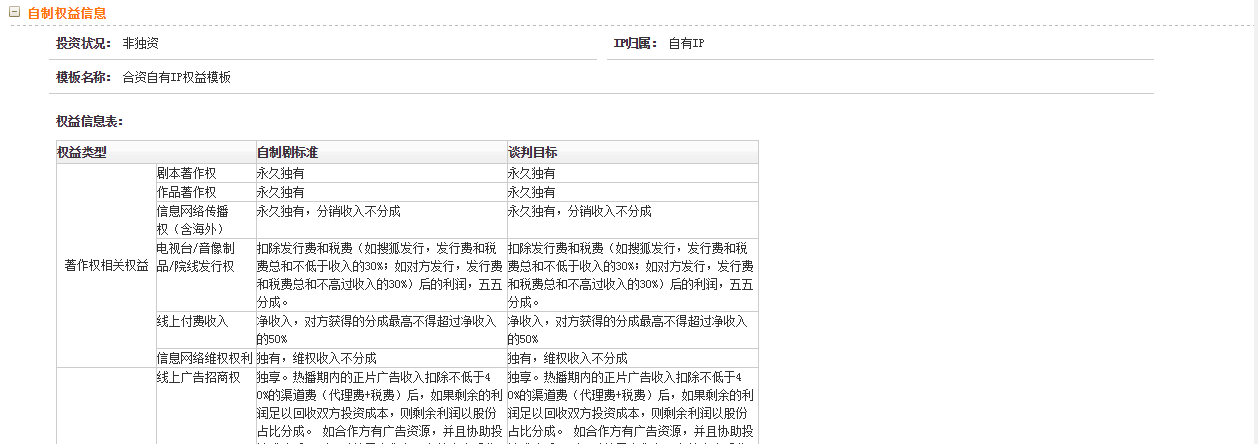 自制权益信息
投资状况： 非独资 IP归属： 自有IP
模板名称： 合资自有IP权益模板
权益信息表：
权益类型 自制剧标准 谈判目标
著作权相关权益
剧本著作权 永久独有 永久独有
作品著作权 永久独有 永久独有
信息网络传播
权（含海外）
永久独有，分销收入不分成 永久独有，分销收入不分成
电视台/音像制
品/院线发行权
扣除发行费和税费（如搜狐发行，发行费和税
费总和不低于收入的30%；如对方发行，发行费
和税费总和不高过收入的30%）后的利润，五五
分成。
扣除发行费和税费（如搜狐发行，发行费和税
费总和不低于收入的30%；如对方发行，发行费
和税费总和不高过收入的30%）后的利润，五五
分成。
线上付费收入
净收入，对方获得的分成最高不得超过净收入
的50%
净收入，对方获得的分成最高不得超过净收入
的50%
信息网络维权权利 独有，维权收入不分成 独有，维权收入不分成
线上广告招商权
独享。热播期内的正片广告收入扣除不低于4
0%的渠道费（代理费+税费）后，如果剩余的利
润足以回收双方投资成本，则剩余利润以股份
占比分成。 如合作方有广告资源，并且协助投
独享。热播期内的正片广告收入扣除不低于4
0%的渠道费（代理费+税费）后，如果剩余的利
润足以回收双方投资成本，则剩余利润以股份
占比分成。 如合作方有广告资源，并且协助投